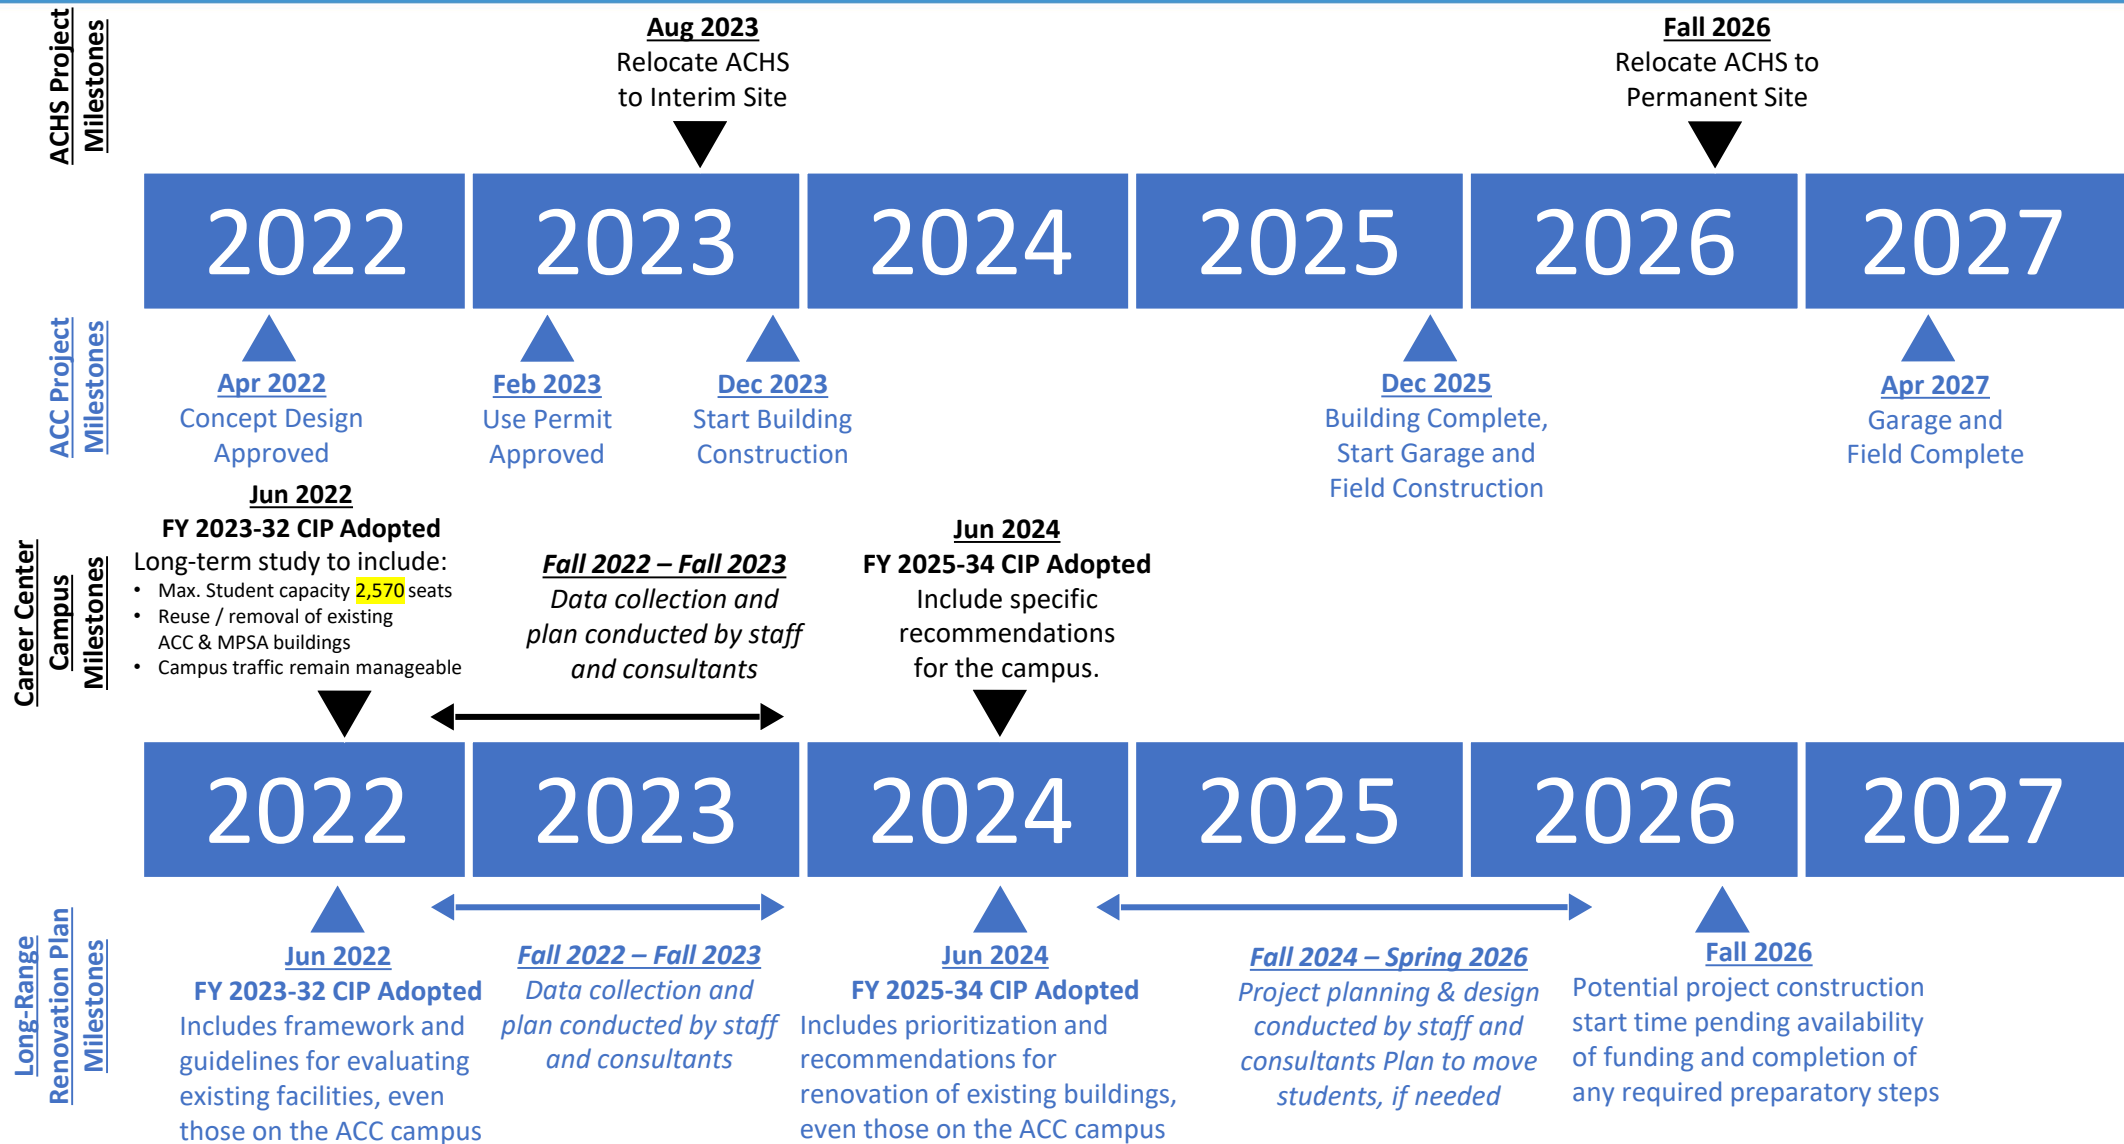 ACHS Project
Milestones
Aug 2023
Relocate ACHS
to Interim Site
Fall 2026
Relocate ACHS to
Permanent Site
2022
2023
2024
2025
2026
2027
ACC Project
Milestones
Apr 2022
Concept Design
Approved
Feb 2023
Use Permit
Approved
Dec 2023
Start Building
Construction
Dec 2025
Building Complete,
Start Garage and
Field Construction
Apr 2027
Garage and
Field Complete
Career Center
Campus
Milestones
Jun 2022
FY 2023-32 CIP Adopted
Long-term study to include:
• Max. Student capacity 2,570 seats
• Reuse / removal of existing
ACC & MPSA buildings
• Campus traffic remain manageable
Fall 2022 – Fall 2023
Data collection and
plan conducted by staff
and consultants
Jun 2024
FY 2025-34 CIP Adopted
Include specific
recommendations
for the campus.
2022
2023
2024
2025
2026
2027
Long-Range
Renovation Plan
Milestones
Jun 2022
FY 2023-32 CIP Adopted
Includes framework and
guidelines for evaluating
existing facilities, even
those on the ACC campus
Fall 2022 – Fall 2023
Data collection and
plan conducted by staff
and consultants
Jun 2024
FY 2025-34 CIP Adopted
Includes prioritization and
recommendations for
renovation of existing buildings,
even those on the ACC campus
Fall 2024 – Spring 2026
Project planning & design
conducted by staff and
consultants Plan to move
students, if needed
Fall 2026
Potential project construction
start time pending availability
of funding and completion of
any required preparatory steps